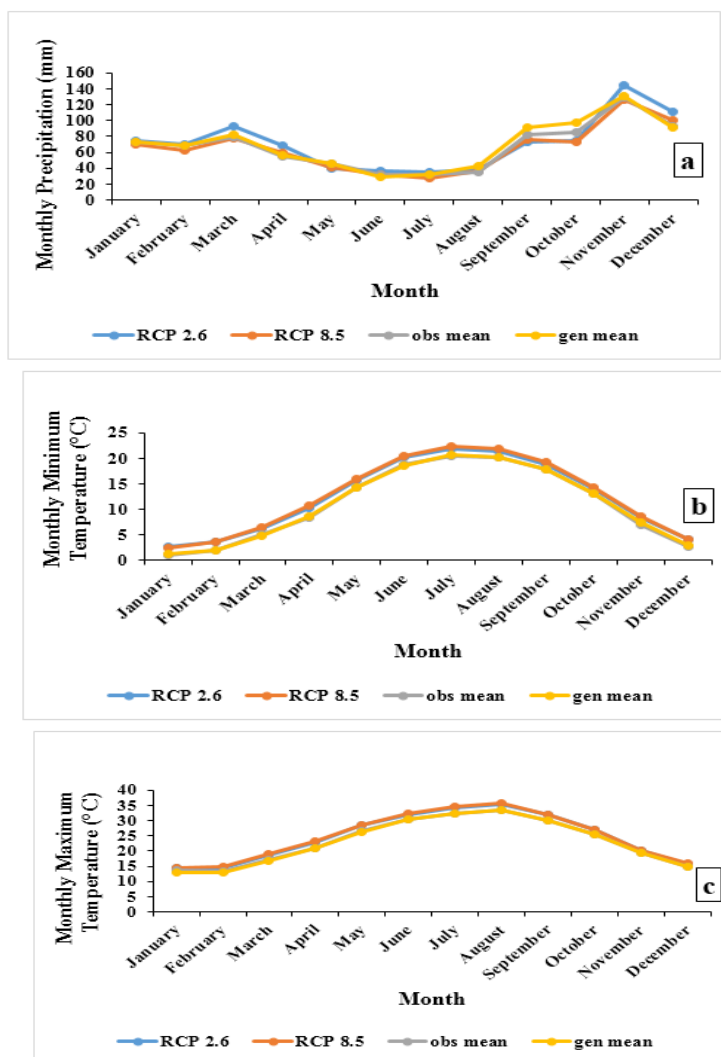 Monthly Precipitation (mm)
160
140
120
100
80
60
40
20
0
January
February
March
April
May
June
July
August
September
October
November
December
a
Month
RCP 2.6 RCP 8.5 obs mean gen mean
Monthly Minimum
Temperature (°C)
25
20
15
10
5
0
January
February
March
April
May
June
July
August
September
October
November
December
b
Month
RCP 2.6 RCP 8.5 obs mean gen mean
Monthly Maximum
Temperature (°C)
40
35
30
25
20
15
10
5
0
January
February
March
April
May
June
July
August
September
October
November
December
c
Month
RCP 2.6 RCP 8.5 obs mean gen mean